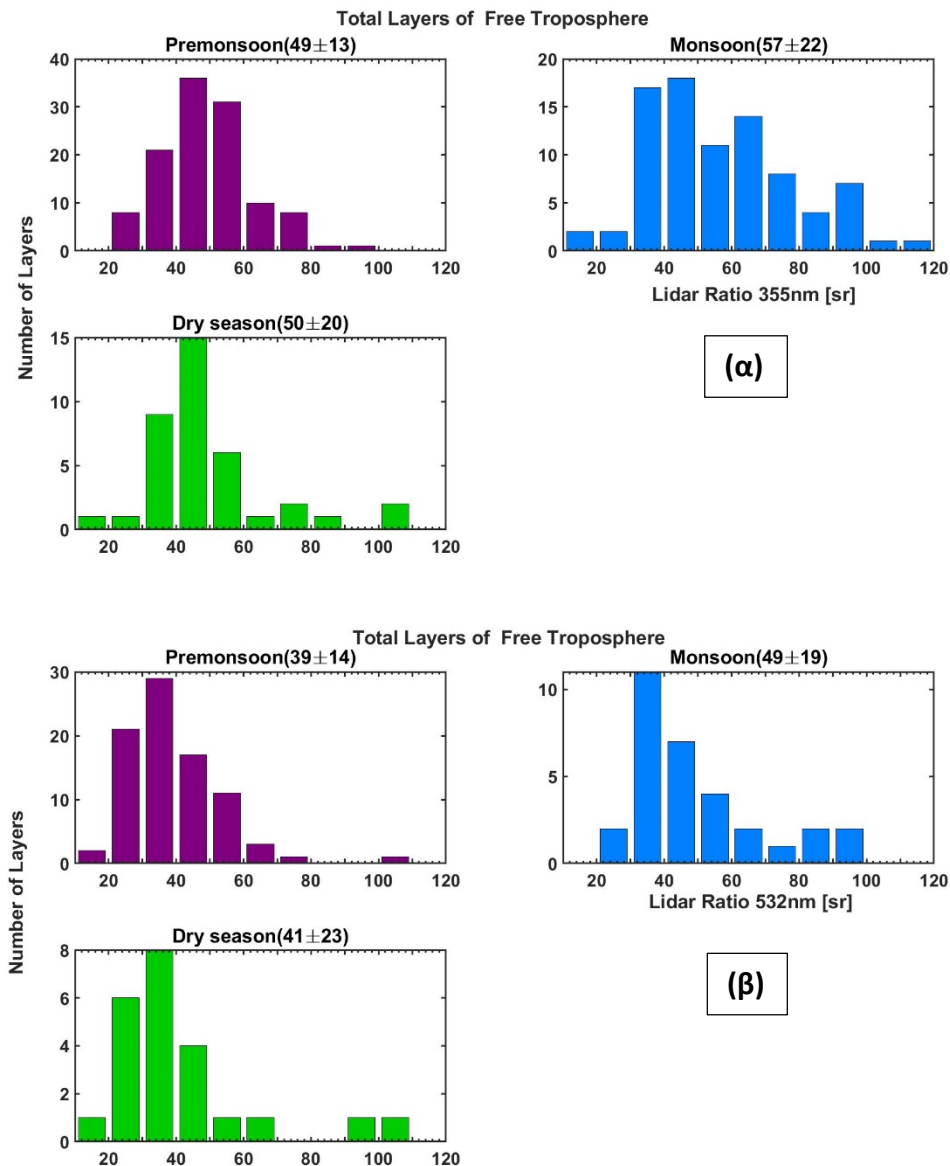 Total Layers of Free Troposphere
Premonsoon(49±13)
40
30
20
10
0
20 40 60 80 100 120
Monsoon(57±22)
20
15
10
5
0
20 40 60 80 100 120
Lidar Ratio 355nm [sr]
Number of Layers
Dry season(50±20)
15
10
5
0
20 40 60 80 100 120
(α)
Total Layers of Free Troposphere
Premonsoon(39±14)
30
20
10
0
20 40 60 80 100 120
Monsoon(49±19)
10
5
0
20 40 60 80 100 120
Lidar Ratio 532nm [sr]
Number of Layers
Dry season(41±23)
8
6
4
2
0
20 40 60 80 100 120
(β)